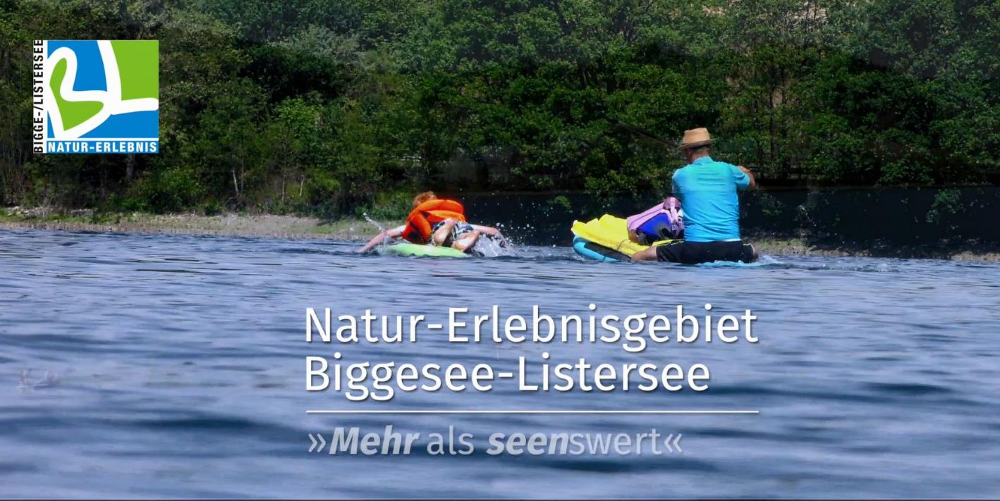 BIGGE-/LISTERSEE
NATUR-ERLEBNIS
Natur-Erlebnisgebiet
Biggesee-Listersee
»Mehr als seenswert«